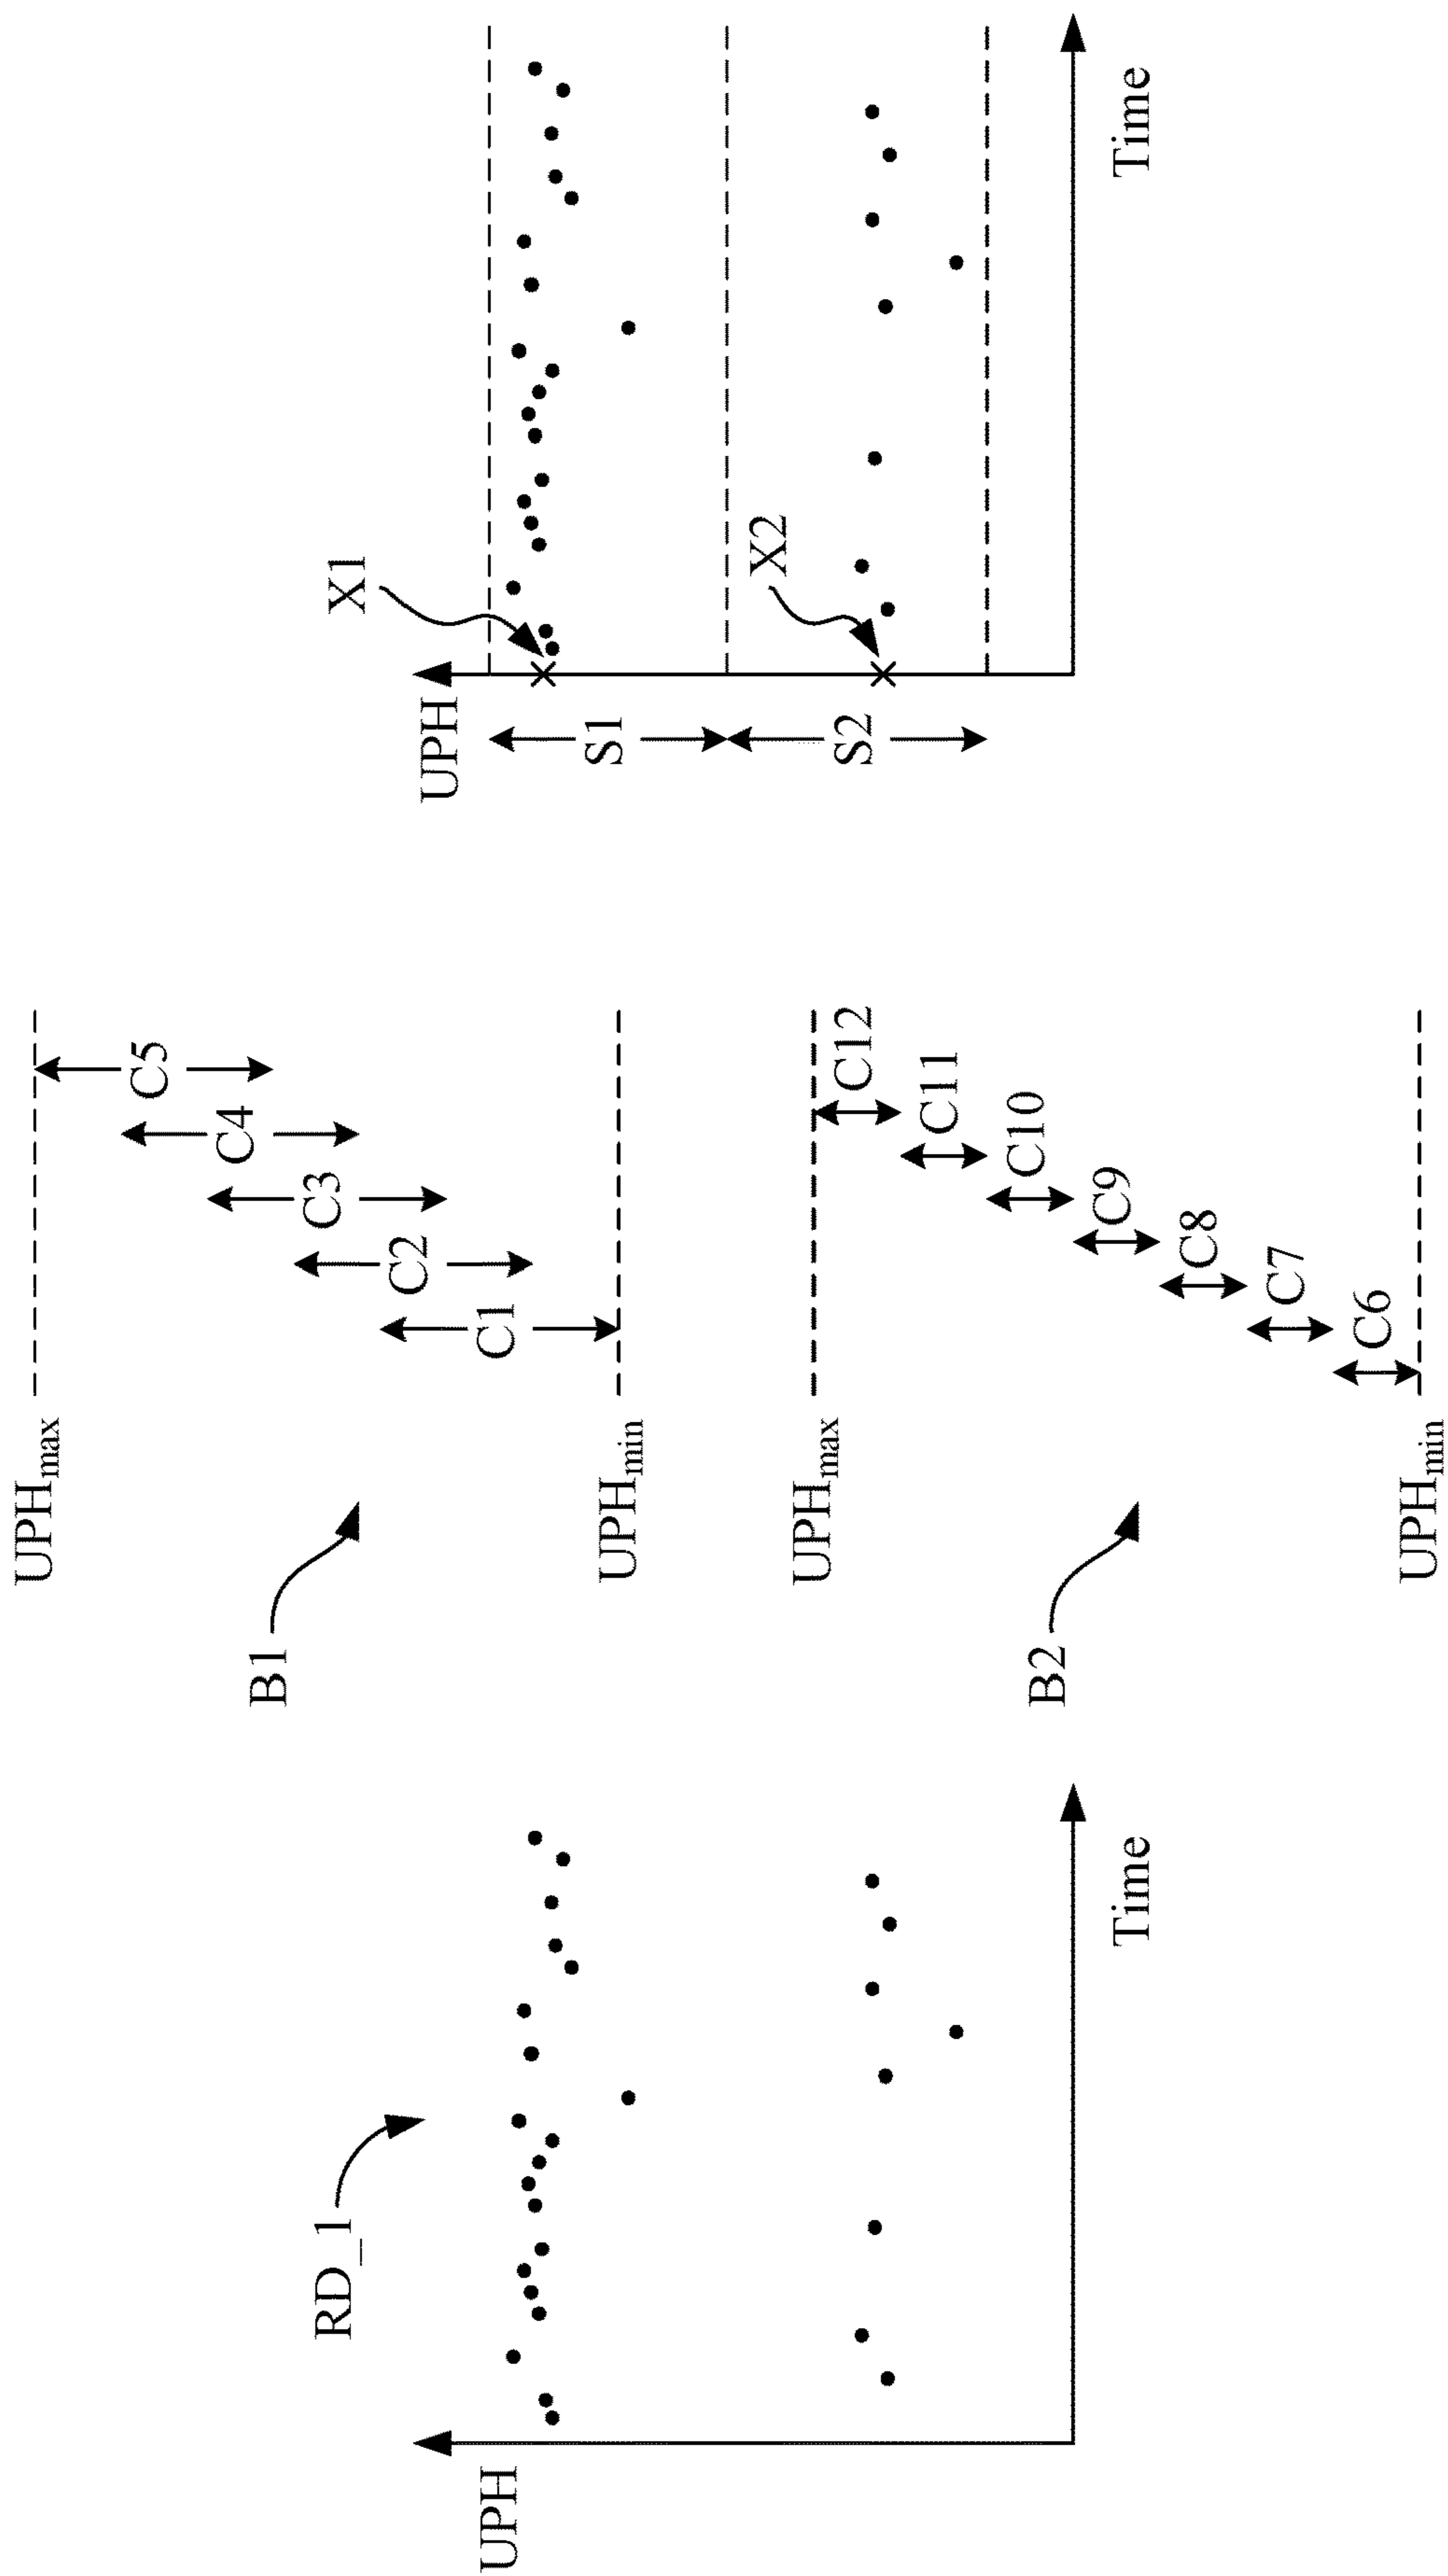 UPH
RD_1
Time
B1
UPHmax
UPHmin
C1
C2
C3
C4
C5
B2
UPHmax
UPHmin
C6
C7
C8
C9
C10
C11
C12
UPH
S1
S2
X1
X2
Time